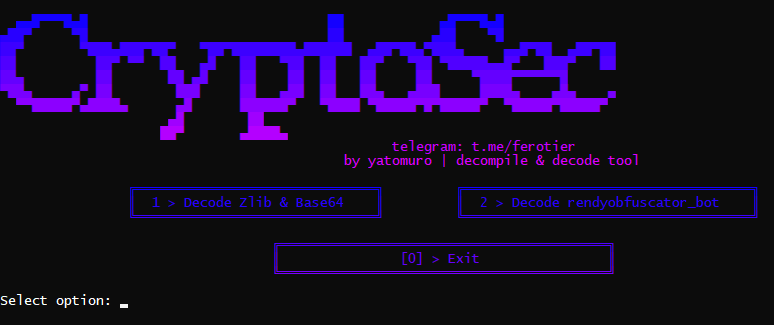 CryptoSec
telegram: t.me/ferotier
by yatomuro | decompile & decode tool
1 > Decode Zlib & Base64
2 > Decode rendyobfuscator_bot
[0] > Exit
Select option: